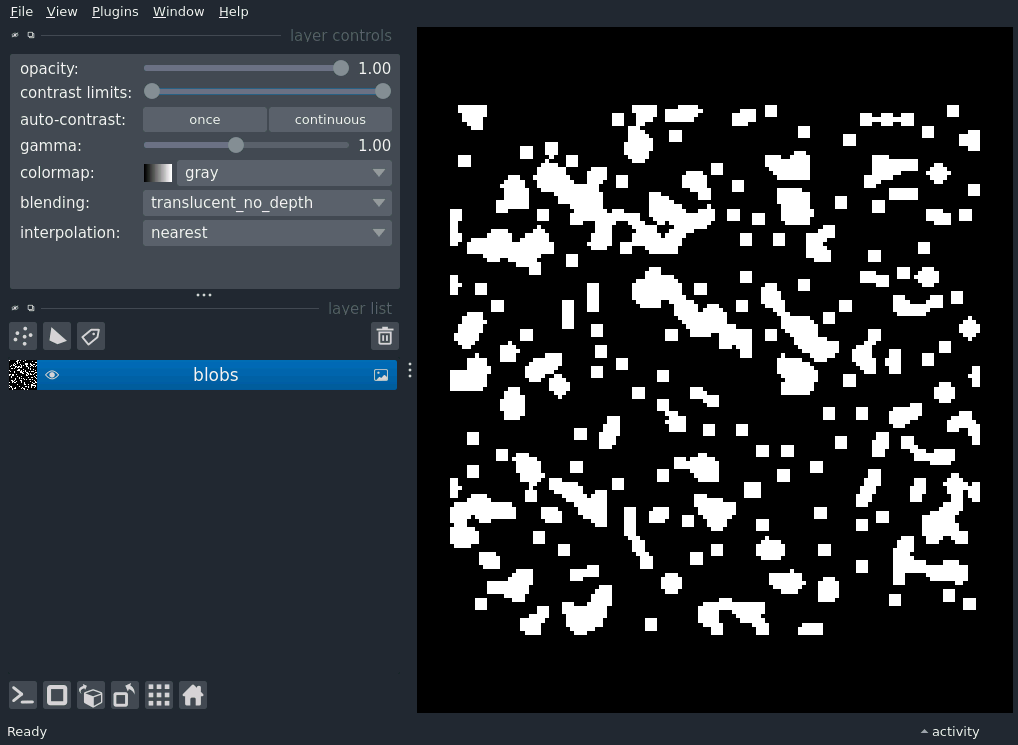 File View Plugins Window Help
layer controls
opacity: 1.00
contrast limits:
auto-contrast: once continuous
gamma: 1.00
colormap: gray
blending: translucent_no_depth
interpolation: nearest
layer list
blobs
Ready activity